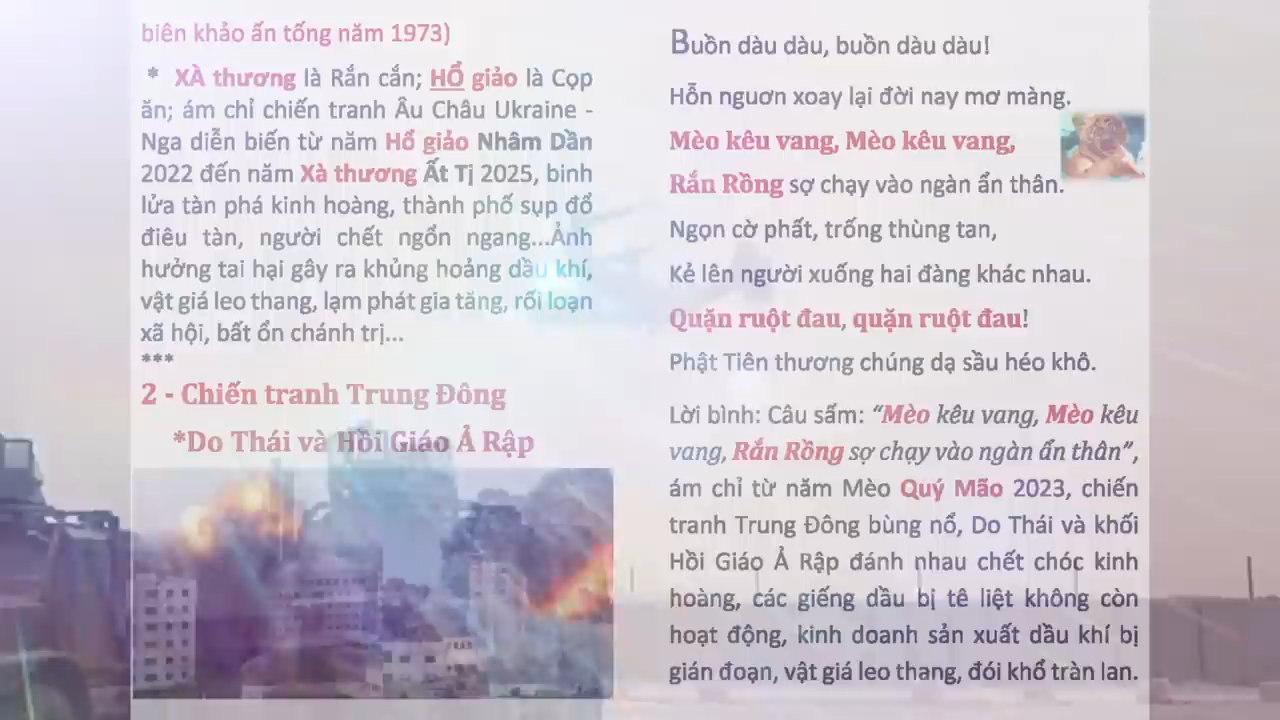 biên khảo ấn tống năm 1973)
* XÀ thương là Rắn cắn; HỔ giảo là Cọp
ăn; ám chỉ chiến tranh Âu Châu Ukraine -
Nga diễn biến từ năm Hổ giảo Nhâm Dần
2022 đến năm Xà thương Ất Tị 2025, binh
lửa tàn phá kinh hoàng, thành phố sụp đổ
điêu tàn, người chết ngổn ngang...Ảnh
hưởng tai hại gây ra khủng hoảng dầu khí,
vật giá leo thang, lạm phát gia tăng, rối loạn
xã hội, bất ổn chánh trị...
***
2 - Chiến tranh Trung Đông
*Do Thái và Hồi Giáo Ả Rập
Buồn dàu dàu, buồn dàu dàu!
Hỗn nguơn xoay lại đời nay mơ màng.
Mèo kêu vang, Mèo kêu vang,
Rắn Rồng sợ chạy vào ngàn ẩn thân.
Ngọn cờ phất, trống thùng tan,
Kẻ lên người xuống hai đàng khác nhau.
Quặn ruột đau, quặn ruột đau!
Phật Tiên thương chúng dạ sầu héo khô.
Lời bình: Câu sấm: “Mèo kêu vang, Mèo kêu
vang, Rắn Rồng sợ chạy vào ngàn ẩn thân”,
ám chỉ từ năm Mèo Quý Mão 2023, chiến
tranh Trung Đông bùng nổ, Do Thái và khối
Hồi Giáo Ả Rập đánh nhau chết chóc kinh
hoàng, các giếng dầu bị tê liệt không còn
hoạt động, kinh doanh sản xuất dầu khí bị
gián đoạn, vật giá leo thang, đói khổ tràn lan.